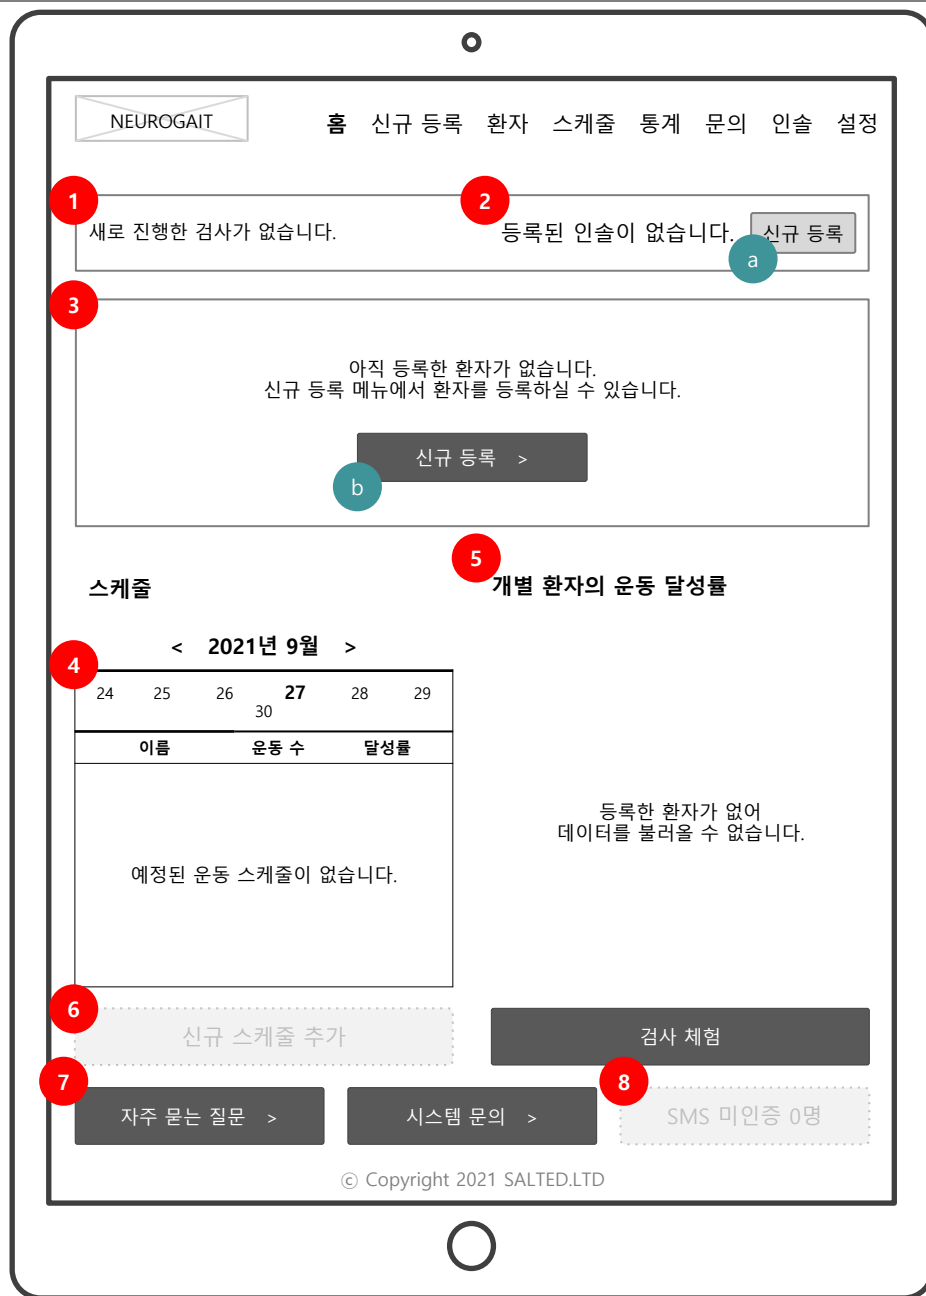 NEUROGAIT
홈 신규 등록 환자 스케줄 통계 문의 인솔 설정
1
2
새로 진행한 검사가 없습니다.
등록된 인솔이 없습니다. 신규 등록
a
3
아직 등록한 환자가 없습니다.
신규 등록 메뉴에서 환자를 등록하실 수 있습니다.
신규 등록 >
b
5
스케줄
개별 환자의 운동 달성률
< 2021년 9월 >
4
24 25 26 27 28 29
30
이름 운동 수 달성률
등록한 환자가 없어
데이터를 불러올 수 없습니다.
예정된 운동 스케줄이 없습니다.
6
신규 스케줄 추가
검사 체험
7
8
자주 묻는 질문 >
시스템 문의 >
SMS 미인증 0명
ⓒ Copyright 2021 SALTED.LTD